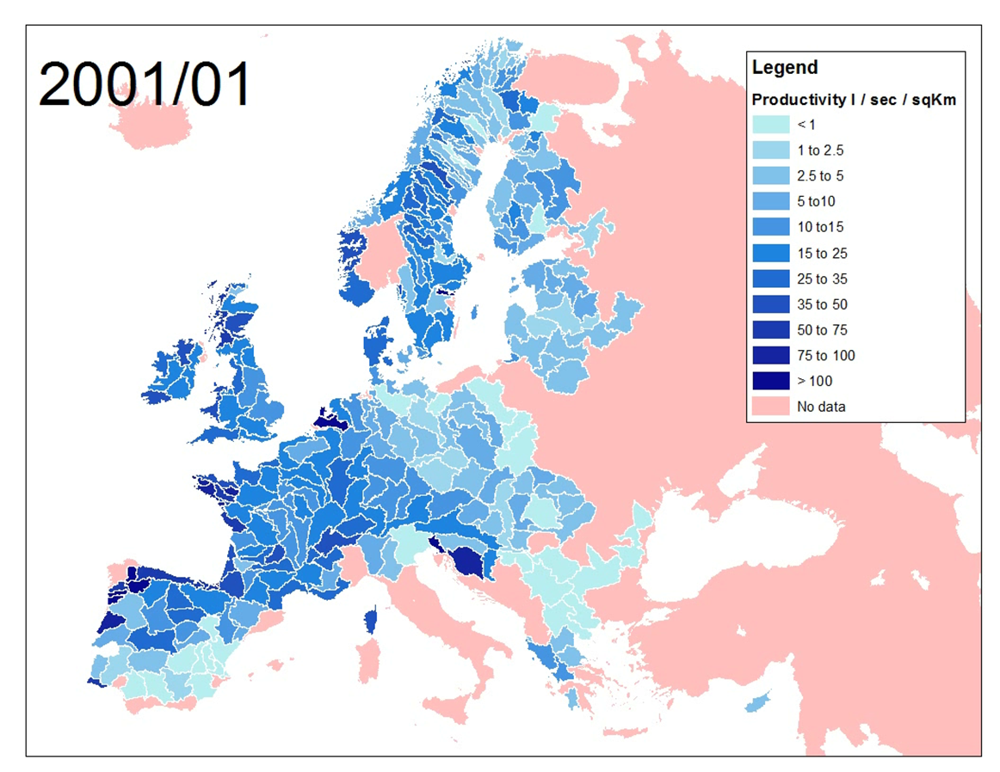 2001/01
Legend
Productivity l / sec / sqKm
< 1
1 to 2.5
2.5 to 5
5 to10
10 to15
15 to 25
25 to 35
35 to 50
50 to 75
75 to 100
> 100
No data